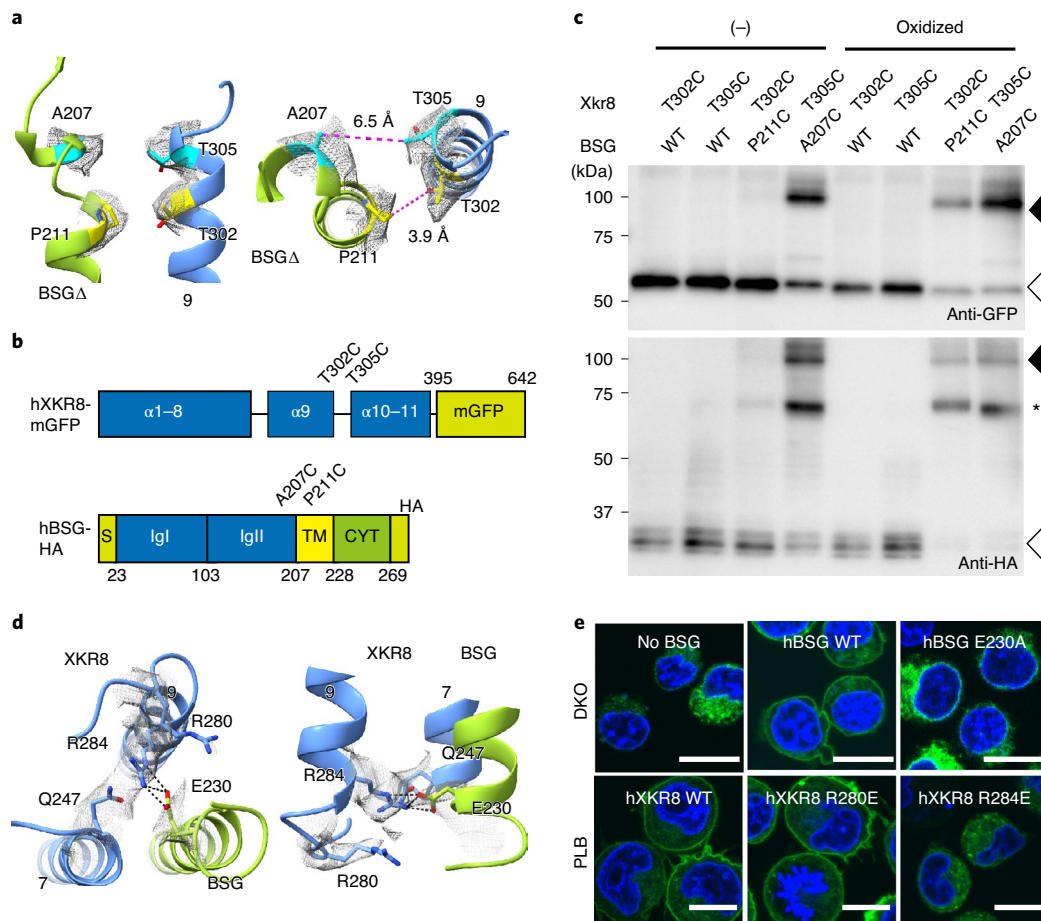 a
A207
T305
P211
T302
BSGΔ
9
A207
6.5 Å
T305
9
T302
3.9 Å
P211
BSGΔ
b
T302C
T305C
395
642
hXKR8-
mGFP
α1–8
α9
α10–11
mGFP
A207C
P211C
HA
hBSG-
HA
S
IgI
IgII
TM
CYT
23
103
207
228
269
c
(–)
Oxidized
Xkr8
T302C
T305C
T302C
T305C
T302C
T305C
T302C
T305C
BSG
WT
WT
P211C
A207C
WT
WT
P211C
A207C
(kDa)
100
75
50
Anti-GFP
100
75
50
37
*
Anti-HA
d
XKR8
9
R280
R284
Q247
E230
7
BSG
XKR8
BSG
9
7
Q247
R284
E230
R280
e
DKO
No BSG
hBSG WT
hBSG E230A
PLB
hXKR8 WT
hXKR8 R280E
hXKR8 R284E